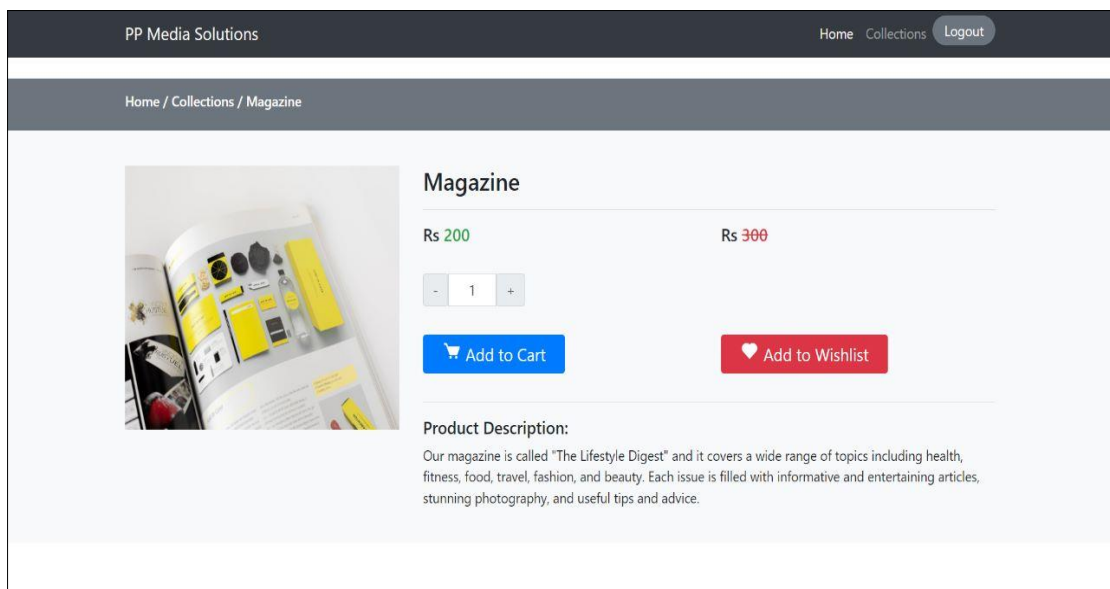 PP Media Solutions
Home Collections Logout
Home / Collections / Magazine
Magazine
Rs 200 Rs 300
- 1 +
Add to Cart Add to Wishlist
Product Description:
Our magazine is called "The Lifestyle Digest" and it covers a wide range of topics including health,
fitness, food, travel, fashion, and beauty. Each issue is filled with informative and entertaining articles,
stunning photography, and useful tips and advice.